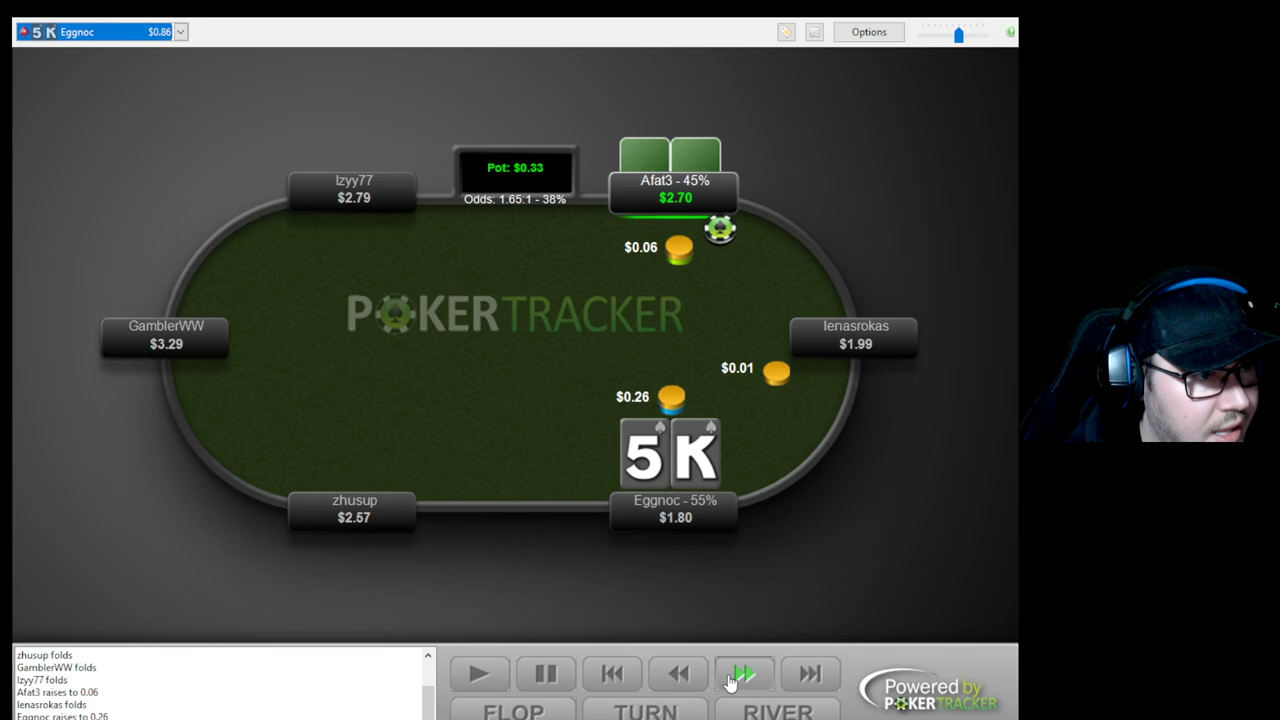 5 K Eggnoc $0.86
Options
Pot: $0.33
Odds: 1.65:1 - 38%
lzyy77
$2.79
Afat3 - 45%
$2.70
$0.06
POKERTRACKER
GamblerWW
$3.29
lenasrokas
$1.99
$0.01
$0.26
5 K
zhusup
$2.57
Eggnoc - 55%
$1.80
zhusup folds
GamblerWW folds
lzyy77 folds
Afat3 raises to 0.06
lenasrokas folds
Eggnoc raises to 0.26
FLOP
TURN
RIVER
Powered by
POKERTRACKER